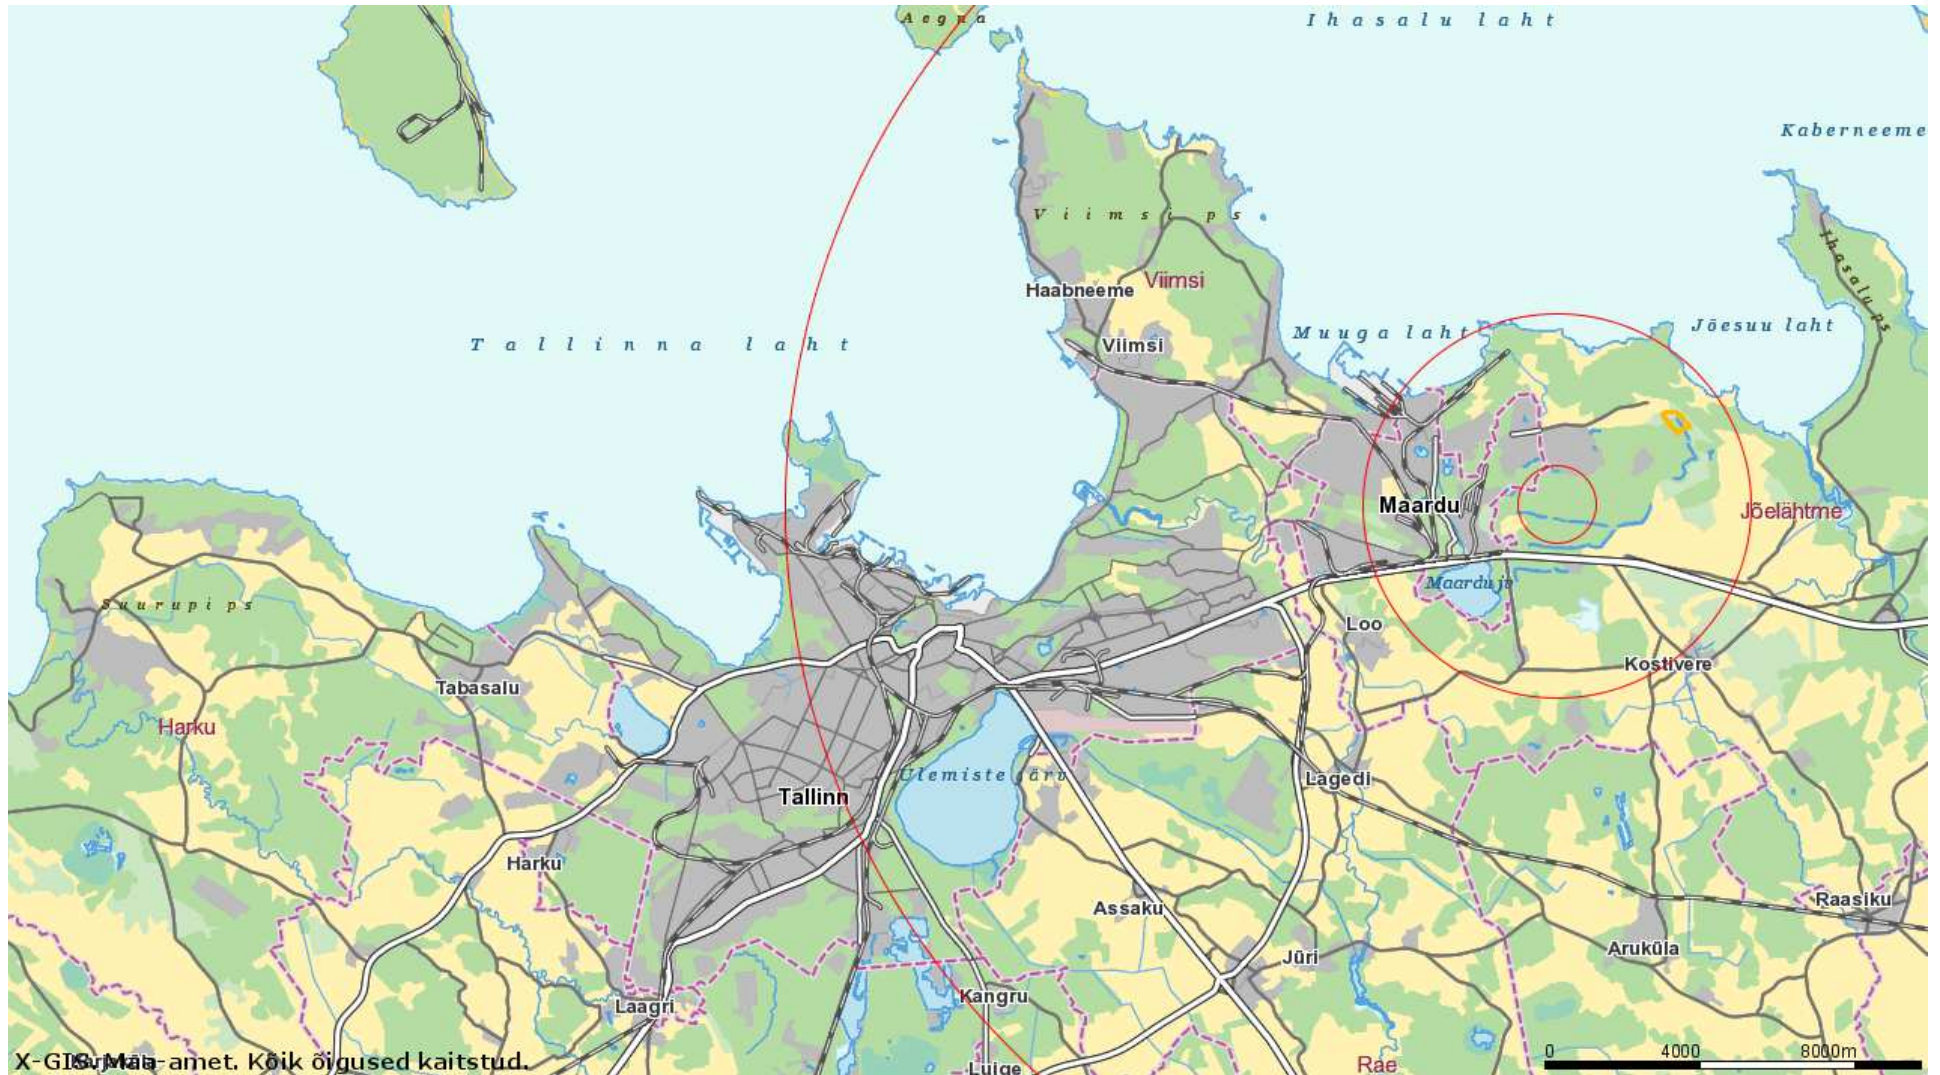 Aegna
Ihasalu laht
Kaberneeme
Viimsi ps
Ihasalu ps
Haabneeme
Viimsi
Tallinna laht
Viimsi
Muuga laht
Jõesuu laht
Maardu
Jõelähtme
Maardu jv
Suurupi ps
Loo
Kostivere
Tabasalu
Harku
Ülemiste järv
Lagedi
Tallinn
Harku
Assaku
Raasiku
Jüri
Aruküla
Laagri
Kangru
X-GIS. Maa-amet. Kõik õigused kaitstud.
Luige
Rae
0 4000 8000m